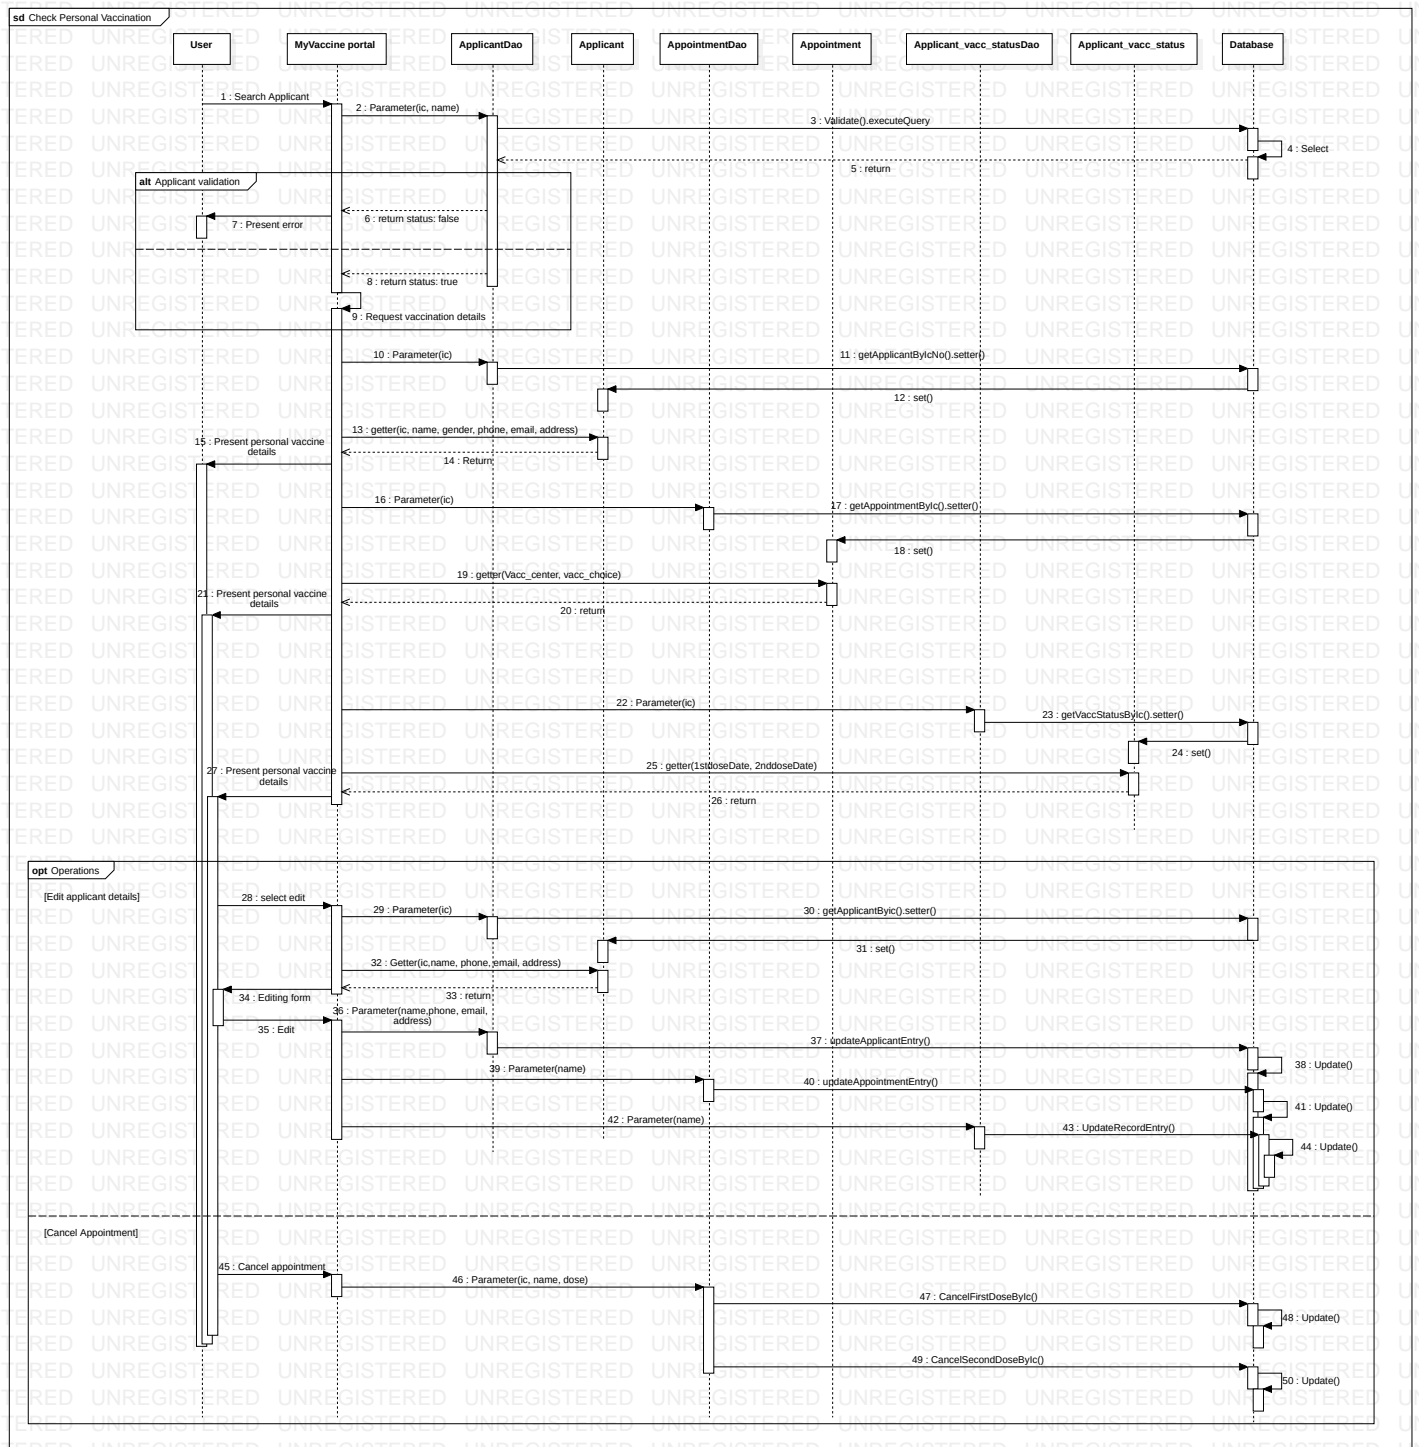 sd Check Personal Vaccination
User
MyVaccine portal
ApplicantDao
Applicant
AppointmentDao
Appointment
Applicant_vacc_statusDao
Applicant_vacc_status
Database
1 : Search Applicant
2 : Parameter(ic, name)
3 : Validate().executeQuery
4 : Select
5 : return
alt Applicant validation
6 : return status: false
7 : Present error
8 : return status: true
9 : Request vaccination details
10 : Parameter(ic)
11 : getApplicantByIcNo().setter()
12 : set()
13 : getter(ic, name, gender, phone, email, address)
14 : Return
15 : Present personal vaccine
details
16 : Parameter(ic)
17 : getAppointmentByIc().setter()
18 : set()
19 : getter(Vacc_center, vacc_choice)
20 : return
21 : Present personal vaccine
details
22 : Parameter(ic)
23 : getVaccStatusByIc().setter()
24 : set()
25 : getter(1stdoseDate, 2nddoseDate)
26 : return
27 : Present personal vaccine
details
opt Operations
[Edit applicant details]
28 : select edit
29 : Parameter(ic)
30 : getApplicantByic().setter()
31 : set()
32 : Getter(ic,name, phone, email, address)
33 : return
34 : Editing form
35 : Edit
36 : Parameter(name,phone, email,
address)
37 : updateApplicantEntry()
38 : Update()
39 : Parameter(name)
40 : updateAppointmentEntry()
41 : Update()
42 : Parameter(name)
43 : UpdateRecordEntry()
44 : Update()
[Cancel Appointment]
45 : Cancel appointment
46 : Parameter(ic, name, dose)
47 : CancelFirstDoseByIc()
48 : Update()
49 : CancelSecondDoseByIc()
50 : Update()